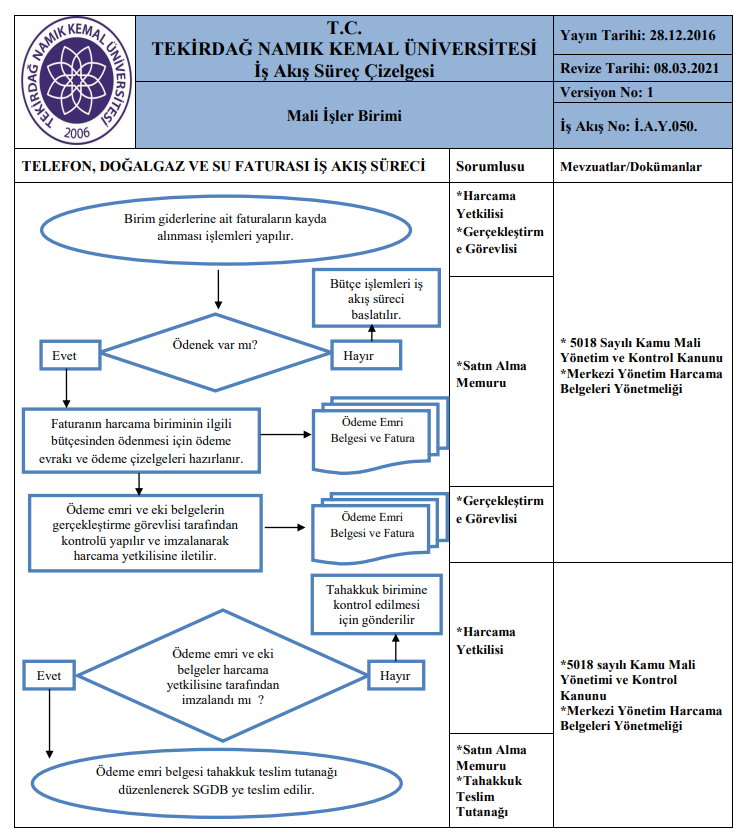 TEKİRDAĞ NAMIK KEMAL ÜNİVERSİTESİ
2006
T.C.
TEKİRDAĞ NAMIK KEMAL ÜNİVERSİTESİ
İş Akış Süreç Çizelgesi
Mali İşler Birimi
Yayın Tarihi: 28.12.2016
Revize Tarihi: 08.03.2021
Versiyon No: 1
İş Akış No: İ.A.Y.050.
TELEFON, DOĞALGAZ VE SU FATURASI İŞ AKIŞ SÜRECİ
Sorumlusu
Mevzuatlar/Dokümanlar
Birim giderlerine ait faturaların kayda
alınması işlemleri yapılır.
*Harcama
Yetkilisi
*Gerçekleştirm
e Görevlisi
Bütçe işlemleri iş
akış süreci
başlatılır.
Ödenek var mı?
Evet
Hayır
*Satın Alma
Memuru
* 5018 Sayılı Kamu Mali
Yönetim ve Kontrol Kanunu
*Merkezi Yönetim Harcama
Belgeleri Yönetmeliği
Faturanın harcama biriminin ilgili
bütçesinden ödenmesi için ödeme
evrakı ve ödeme çizelgeleri hazırlanır.
Ödeme Emri
Belgesi ve Fatura
Ödeme emri ve eki belgelerin
gerçekleştirme görevlisi tarafından
kontrolü yapılır ve imzalanarak
harcama yetkilisine iletilir.
Ödeme Emri
Belgesi ve Fatura
*Gerçekleştirm
e Görevlisi
Tahakkuk birimine
kontrol edilmesi
için gönderilir
Ödeme emri ve eki
belgeler harcama
yetkilisine tarafından
imzalandı mı ?
Evet
Hayır
*Harcama
Yetkilisi
*5018 sayılı Kamu Mali
Yönetimi ve Kontrol
Kanunu
*Merkezi Yönetim Harcama
Belgeleri Yönetmeliği
Ödeme emri belgesi tahakkuk teslim tutanağı
düzenlenerek SGDB ye teslim edilir.
*Satın Alma
Memuru
*Tahakkuk
Teslim
Tutanağı